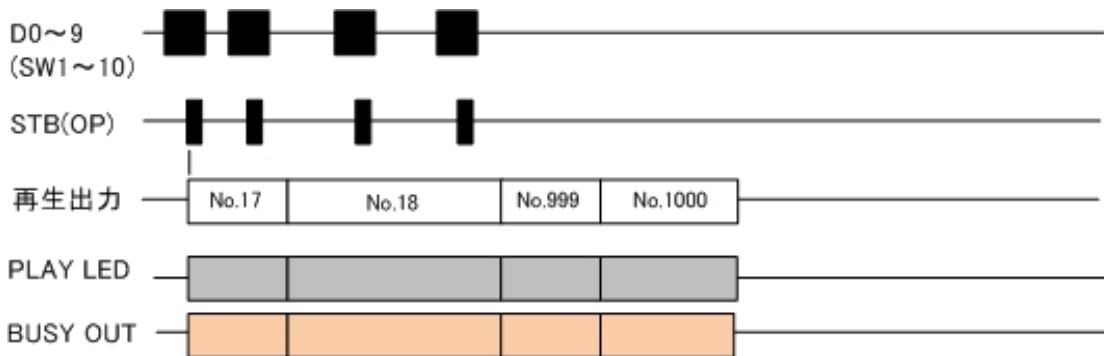 D0～9
(SW1～10)
STB(OP)
再生出力
No.17
No.18
No.999
No.1000
PLAY LED
BUSY OUT